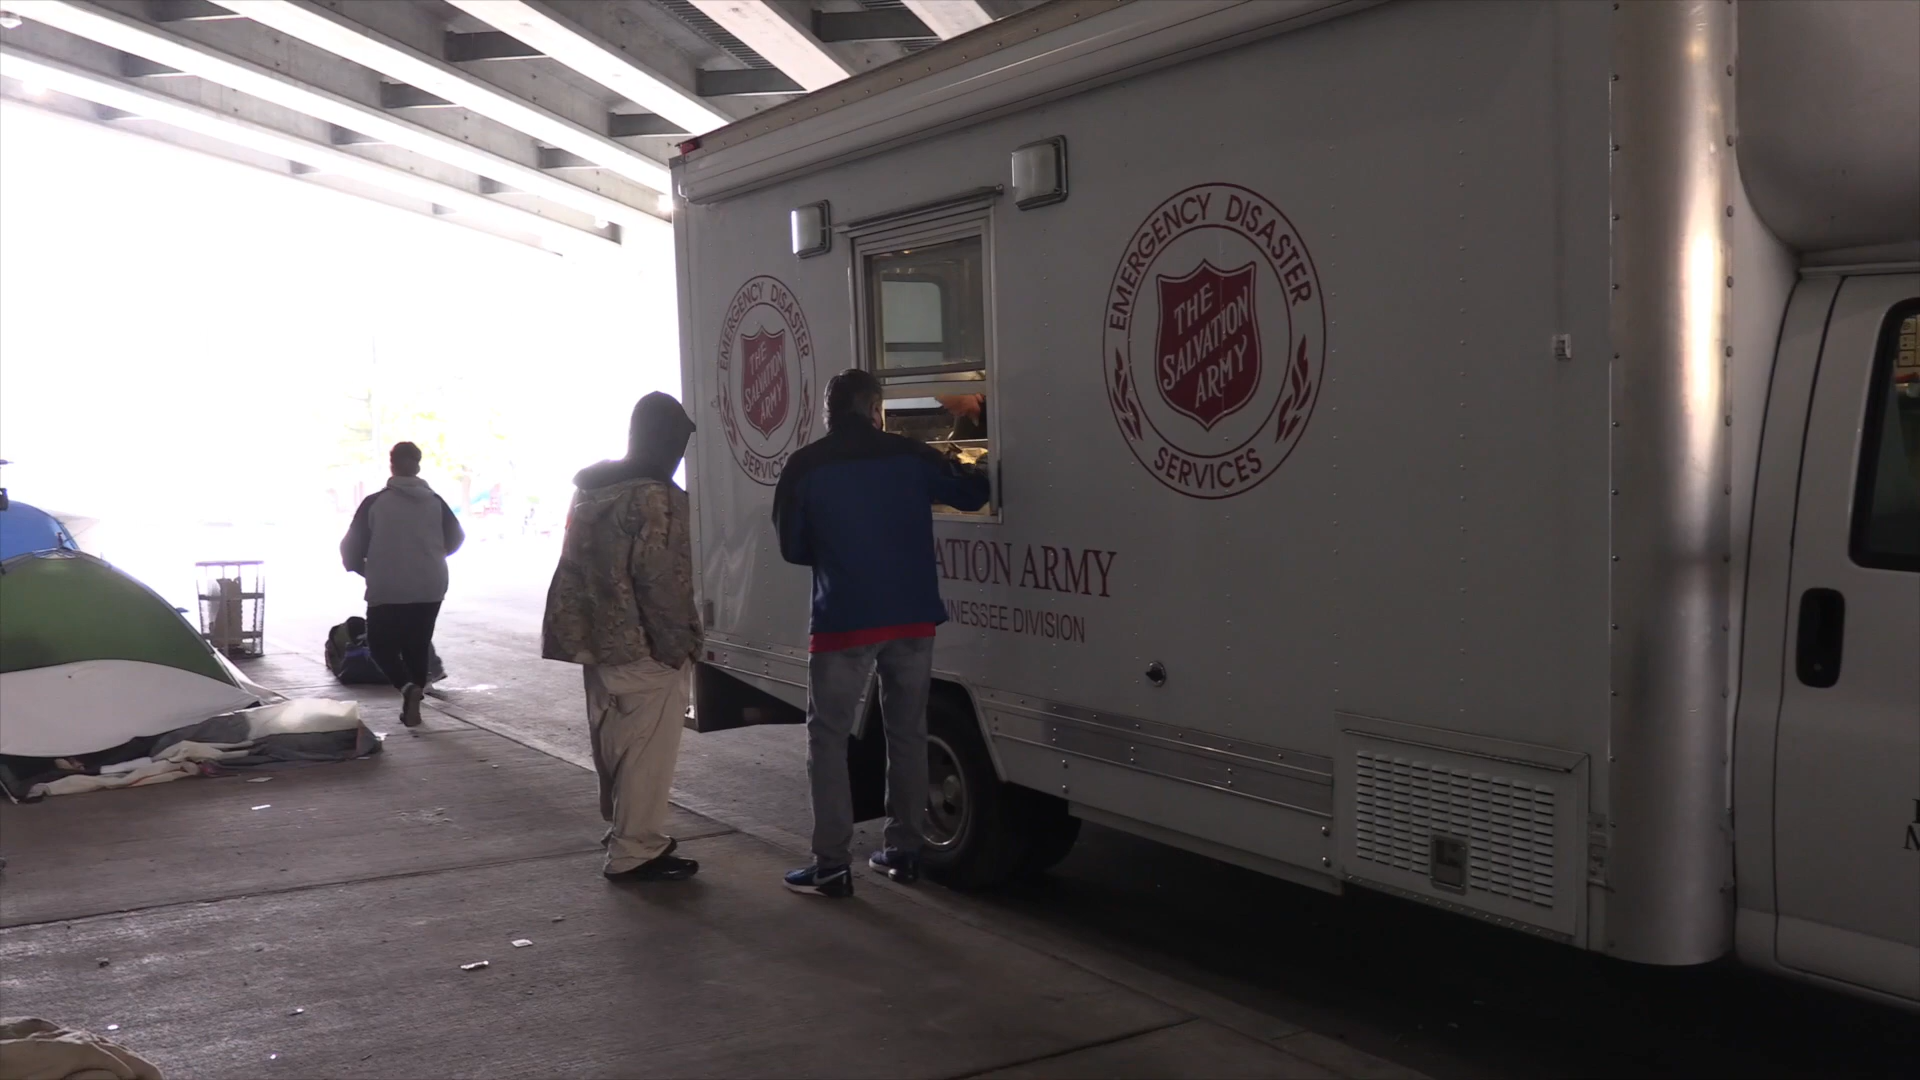 EMERGENCY DISASTER
THE
SALVATION
ARMY
SERVICES
EMERGENCY DISASTER
THE
SALVATION
ARMY
SERVICES
ATION ARMY
NESSEE DIVISION